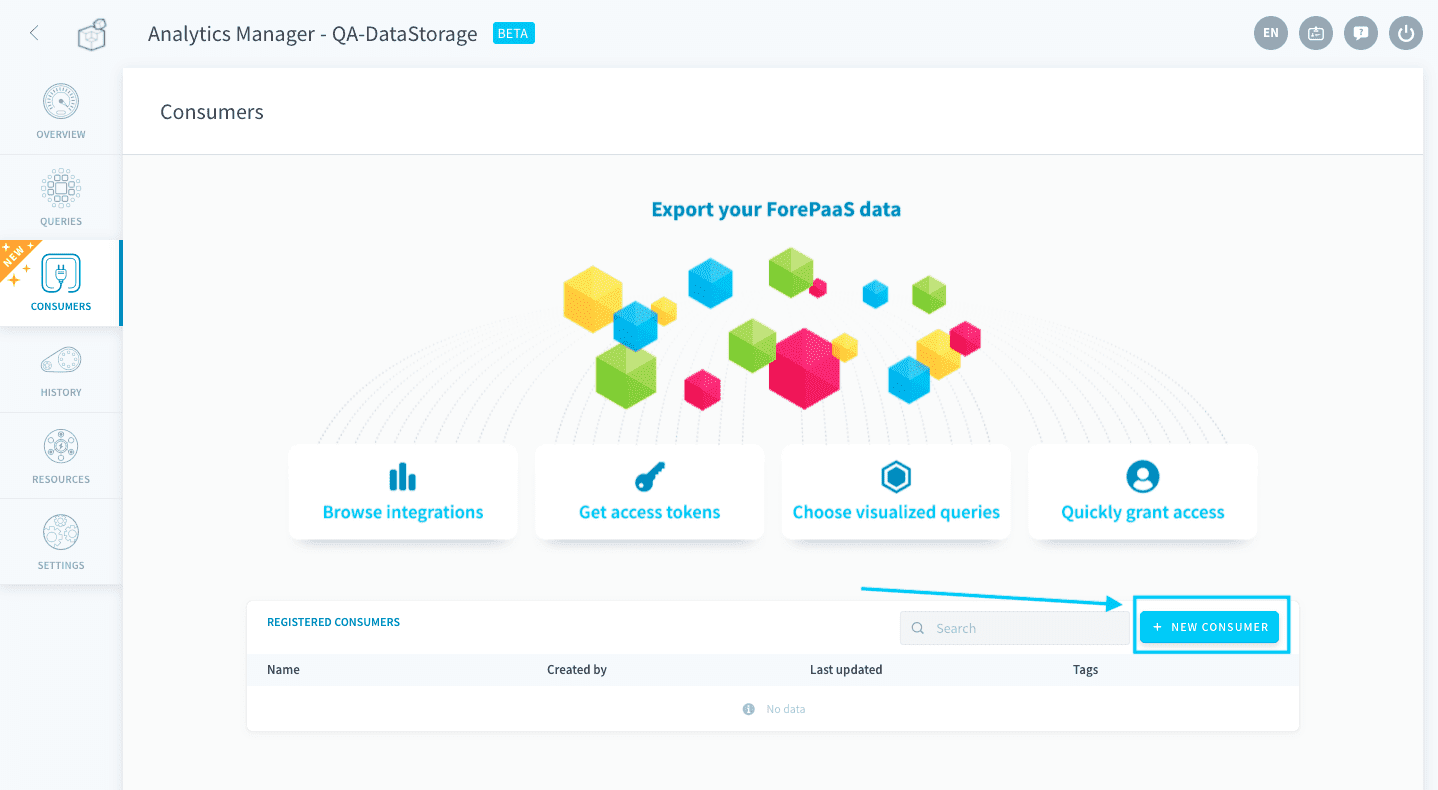 Analytics Manager - QA-DataStorage BETA
EN
OVERVIEW
QUERIES
NEW
CONSUMERS
HISTORY
RESOURCES
SETTINGS
Consumers
Export your ForePaaS data
Browse integrations
Get access tokens
Choose visualized queries
Quickly grant access
REGISTERED CONSUMERS
Search
+ NEW CONSUMER
Name Created by Last updated Tags
No data